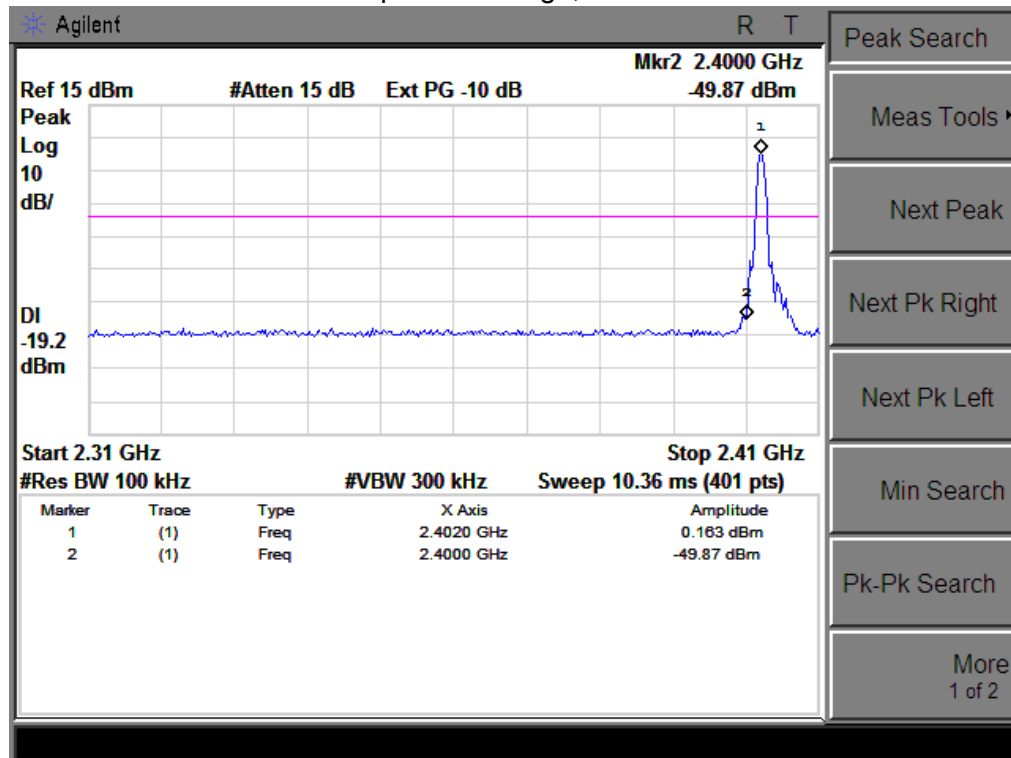 Agilent R T
Peak Search
Mkr2 2.4000 GHz
Ref 15 dBm #Atten 15 dB Ext PG -10 dB -49.87 dBm
Peak
Log
10
dB/
1
2
DI
-19.2
dBm
Start 2.31 GHz Stop 2.41 GHz
#Res BW 100 kHz #VBW 300 kHz Sweep 10.36 ms (401 pts)
Marker Trace Type X Axis Amplitude
1 (1) Freq 2.4020 GHz 0.163 dBm
2 (1) Freq 2.4000 GHz -49.87 dBm
Meas Tools
Next Peak
Next Pk Right
Next Pk Left
Min Search
Pk-Pk Search
More
1 of 2